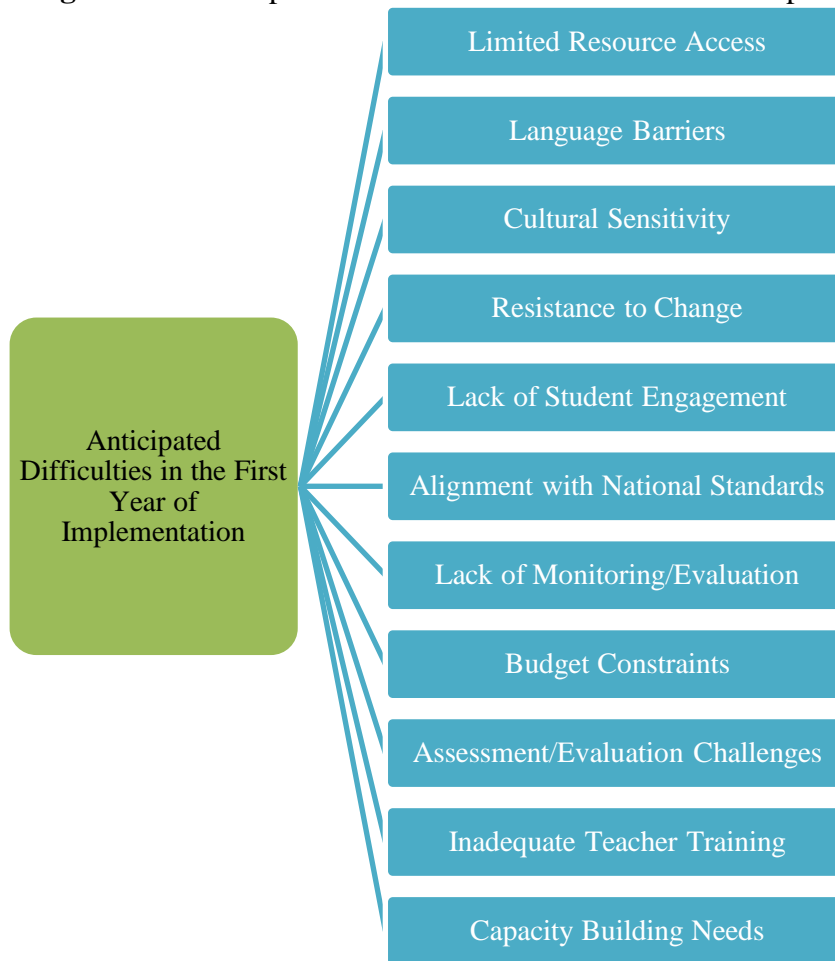 Limited Resource Access
Language Barriers
Cultural Sensitivity
Resistance to Change
Lack of Student Engagement
Anticipated
Difficulties in the First
Year of
Implementation
Alignment with National Standards
Lack of Monitoring/Evaluation
Budget Constraints
Assessment/Evaluation Challenges
Inadequate Teacher Training
Capacity Building Needs